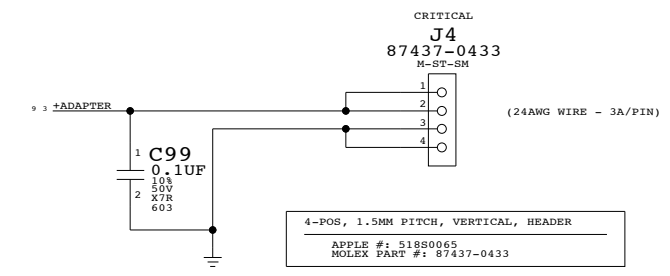 CRITICAL
J4
87437-0433
M-ST-SM
1
9 3 +ADAPTER
2
(24AWG WIRE - 3A/PIN)
3
4
1 C99
0.1UF
10%
50V
2 X7R
603
4-POS, 1.5MM PITCH, VERTICAL, HEADER
APPLE #: 518S0065
MOLEX PART #: 87437-0433